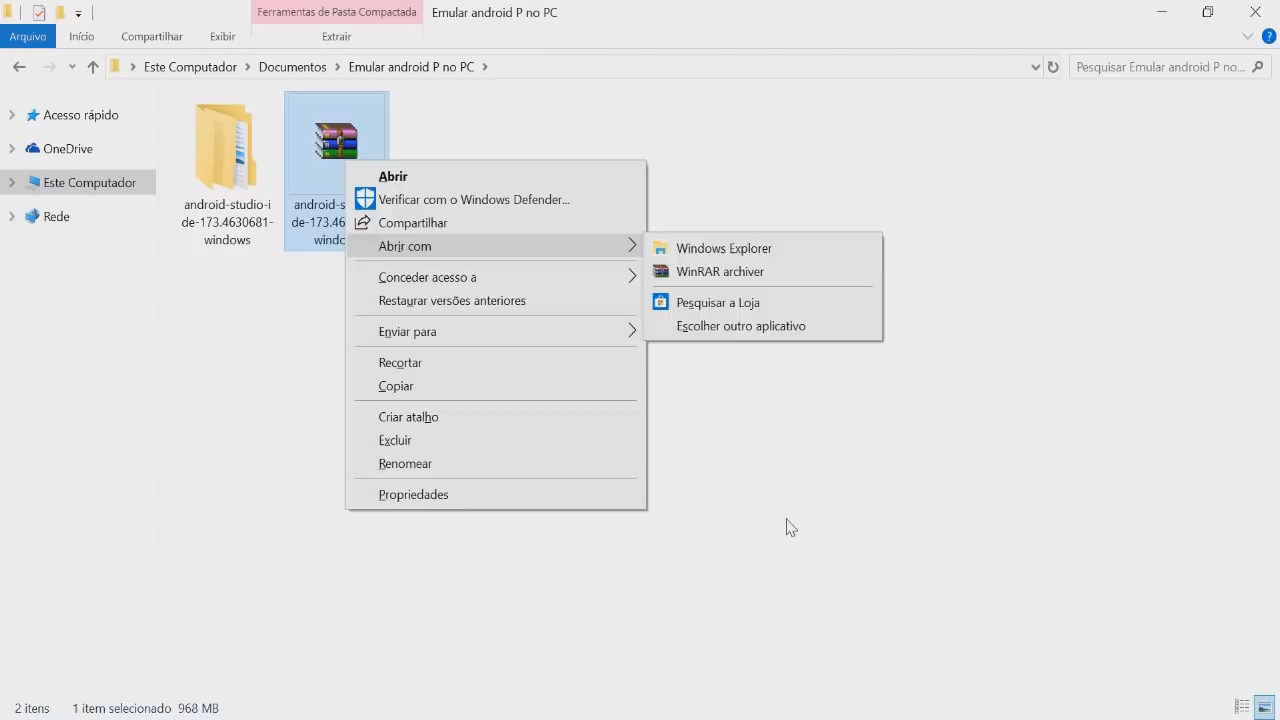 Ferramentas de Pasta Compactada
Emular android P no PC
Arquivo
Início
Compartilhar
Exibir
Extrair
Este Computador
Documentos
Emular android P no PC
Pesquisar Emular android P no...
Acesso rápido
OneDrive
Este Computador
Rede
android-studio-i
de-173.4630681-
windows
android-s
de-173.46
windo
Abrir
Verificar com o Windows Defender...
Compartilhar
Abrir com
Conceder acesso a
Restaurar versões anteriores
Enviar para
Recortar
Copiar
Criar atalho
Excluir
Renomear
Propriedades
Windows Explorer
WinRAR archiver
Pesquisar a Loja
Escolher outro aplicativo
2 itens
1 item selecionado 968 MB